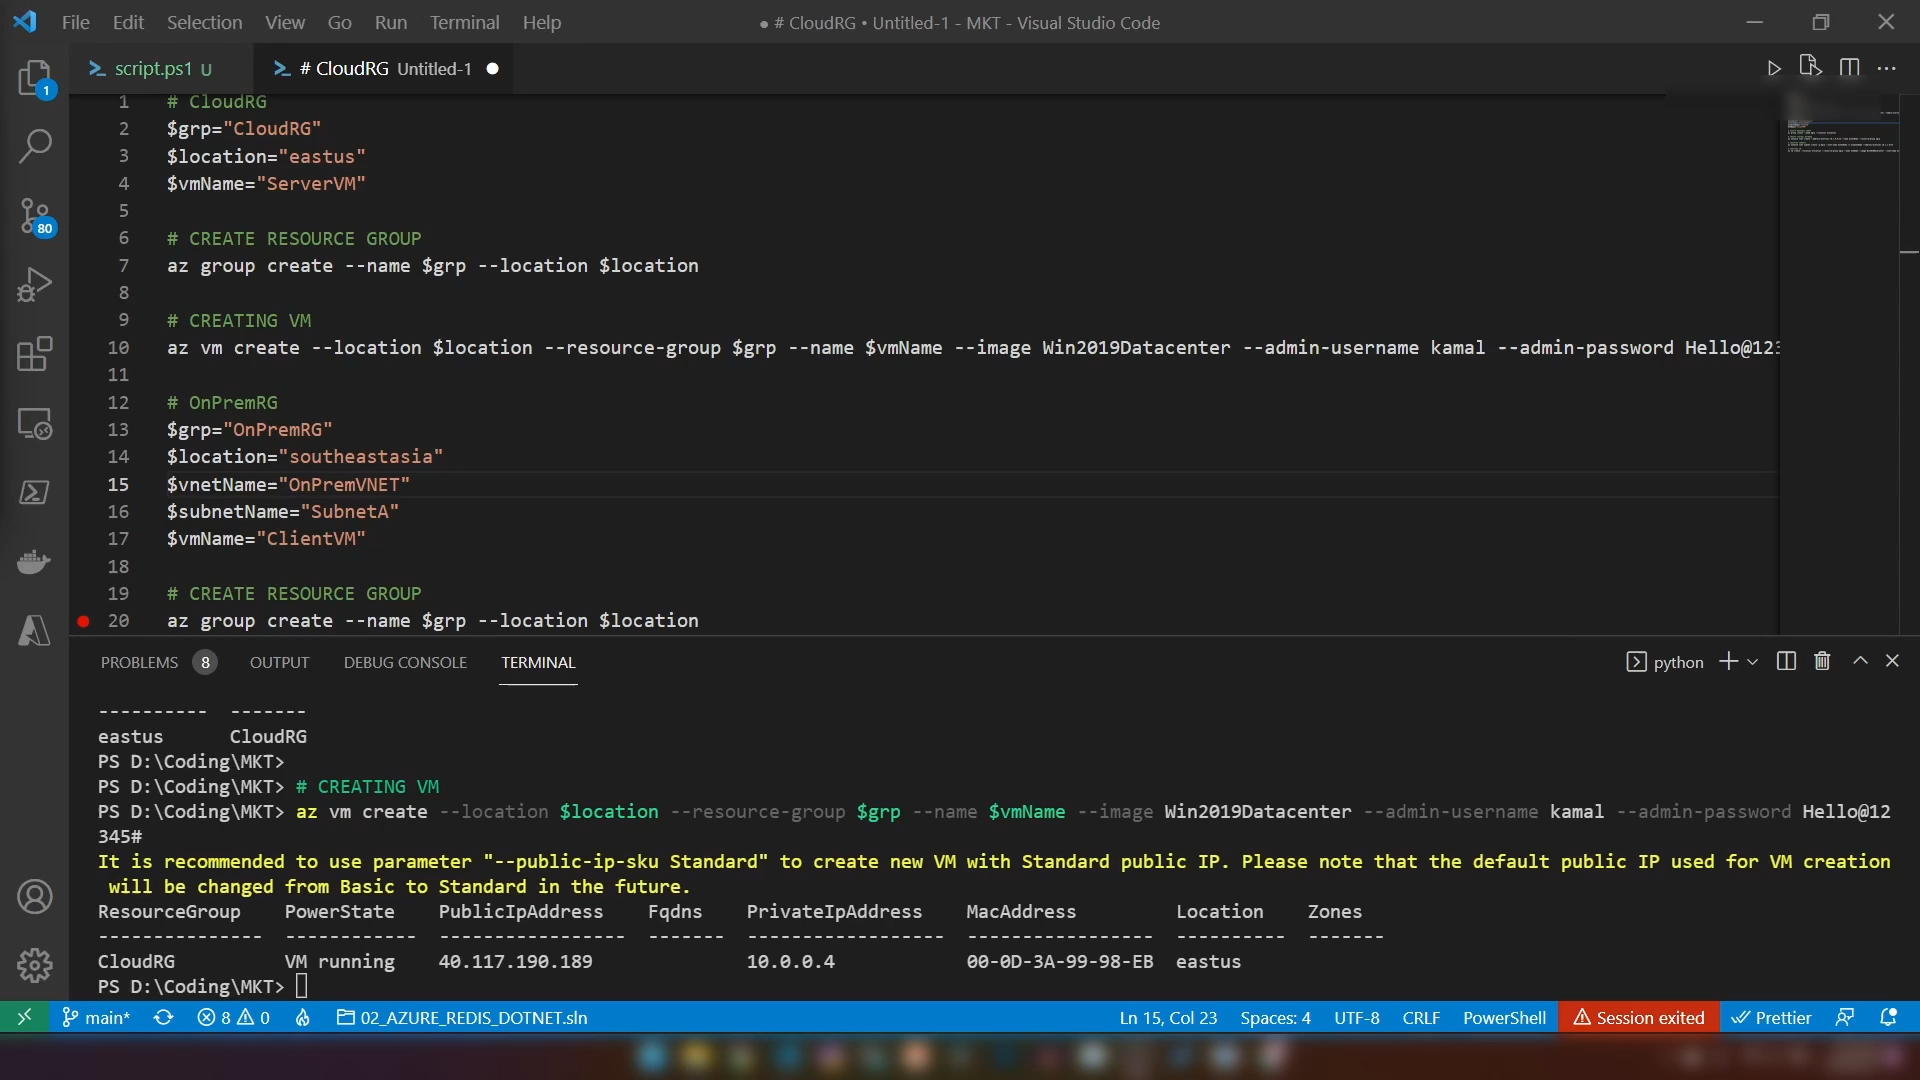 File Edit Selection View Go Run Terminal Help
● # CloudRG • Untitled-1 - MKT - Visual Studio Code
script.ps1 U
# CloudRG Untitled-1
1 # CloudRG
2 $grp="CloudRG"
3 $location="eastus"
4 $vmName="ServerVM"
5
6 # CREATE RESOURCE GROUP
7 az group create --name $grp --location $location
8
9 # CREATING VM
10 az vm create --location $location --resource-group $grp --name $vmName --image Win2019Datacenter --admin-username kamal --admin-password Hello@123
11
12 # OnPremRG
13 $grp="OnPremRG"
14 $location="southeastasia"
15 $vnetName="OnPremVNET"
16 $subnetName="SubnetA"
17 $vmName="ClientVM"
18
19 # CREATE RESOURCE GROUP
20 az group create --name $grp --location $location
1
80
PROBLEMS 8 OUTPUT DEBUG CONSOLE TERMINAL
python
---------- -------
eastus CloudRG
PS D:\Coding\MKT>
PS D:\Coding\MKT> # CREATING VM
PS D:\Coding\MKT> az vm create --location $location --resource-group $grp --name $vmName --image Win2019Datacenter --admin-username kamal --admin-password Hello@12
345#
It is recommended to use parameter "--public-ip-sku Standard" to create new VM with Standard public IP. Please note that the default public IP used for VM creation
will be changed from Basic to Standard in the future.
ResourceGroup PowerState PublicIpAddress Fqdns PrivateIpAddress MacAddress Location Zones
--------------- ------------ ----------------- ------- ------------------ ----------------- ---------- -------
CloudRG VM running 40.117.190.189 10.0.0.4 00-0D-3A-99-98-EB eastus
PS D:\Coding\MKT>
main* 8 0 02_AZURE_REDIS_DOTNET.sln
Ln 15, Col 23 Spaces: 4 UTF-8 CRLF PowerShell Session exited Prettier